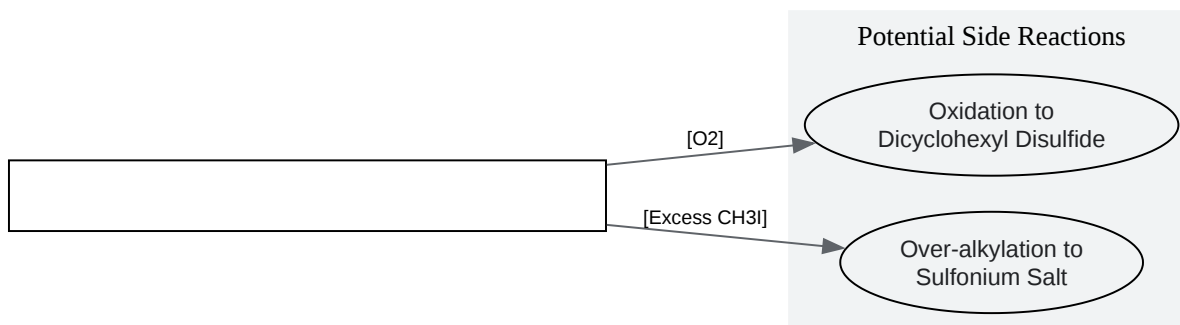 Potential Side Reactions
Oxidation to
Dicyclohexyl Disulfide
[O2]
[Excess CH3I]
Over-alkylation to
Sulfonium Salt